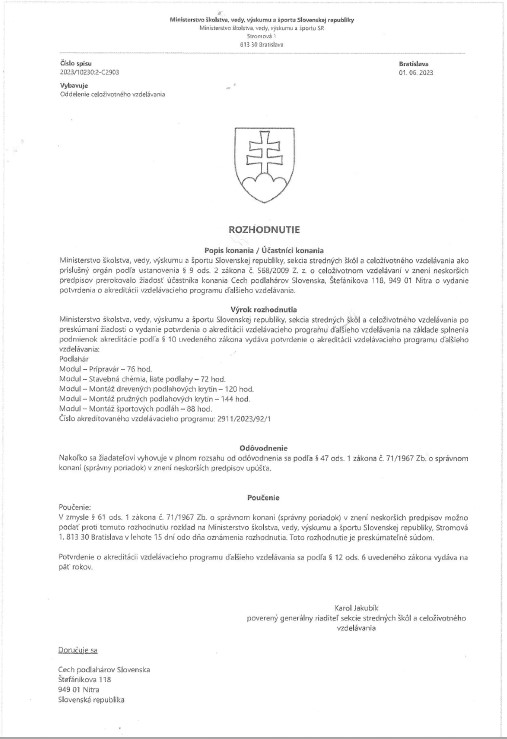 Ministerstvo školstva, vedy, výskumu a športu Slovenskej republiky
Ministerstvo školstva, vedy, výskumu a športu SR
Stromová 1
813 30 Bratislava
Číslo spisu
2023/10230:2-C2903
Bratislava
01. 06. 2023
Vybavuje
Oddelenie celoživotného vzdelávania
ROZHODNUTIE
Popis konania / Účastníci konania
Ministerstvo školstva, vedy, výskumu a športu Slovenskej republiky, sekcia stredných škôl a celoživotného vzdelávania ako
príslušný orgán podľa ustanovenia § 9 ods. 2 zákona č. 568/2009 Z. z. o celoživotnom vzdelávaní v znení neskorších
predpisov prerokovalo žiadosť účastníka konania Cech podlahárov Slovenska, Štefánikova 118, 949 01 Nitra o vydanie
potvrdenia o akreditácii vzdelávacieho programu ďalšieho vzdelávania.
Výrok rozhodnutia
Ministerstvo školstva, vedy, výskumu a športu Slovenskej republiky, sekcia stredných škôl a celoživotného vzdelávania po
preskúmaní žiadosti o vydanie potvrdenia o akreditácii vzdelávacieho programu ďalšieho vzdelávania na základe splnenia
podmienok akreditácie podľa § 10 uvedeného zákona vydáva potvrdenie o akreditácii vzdelávacieho programu ďalšieho
vzdelávania:
Podlahár
Modul – Prípravár – 76 hod.
Modul – Stavebná chémia, liate podlahy – 72 hod.
Modul – Montáž drevených podlahových krytín – 120 hod.
Modul – Montáž pružných podlahových krytín – 144 hod.
Modul – Montáž športových podláh – 88 hod.
Číslo akreditovaného vzdelávacieho programu: 2911/2023/92/1
Odôvodnenie
Nakoľko sa žiadateľovi vyhovuje v plnom rozsahu od odôvodnenia sa podľa § 47 ods. 1 zákona č. 71/1967 Zb. o správnom
konaní (správny poriadok) v znení neskorších predpisov upúšťa.
Poučenie
Poučenie:
V zmysle § 61 ods. 1 zákona č. 71/1967 Zb. o správnom konaní (správny poriadok) v znení neskorších predpisov možno
podať proti tomuto rozhodnutiu rozklad na Ministerstvo školstva, vedy, výskumu a športu Slovenskej republiky, Stromová
1, 813 30 Bratislava v lehote 15 dní odo dňa oznámenia rozhodnutia. Toto rozhodnutie je preskúmateľné súdom.
Potvrdenie o akreditácii vzdelávacieho programu ďalšieho vzdelávania sa podľa § 12 ods. 6 uvedeného zákona vydáva na
päť rokov.
Karol Jakubík
poverený generálny riaditeľ sekcie stredných škôl a celoživotného
vzdelávania
Doručuje sa
Cech podlahárov Slovenska
Štefánikova 118
949 01 Nitra
Slovenská republika